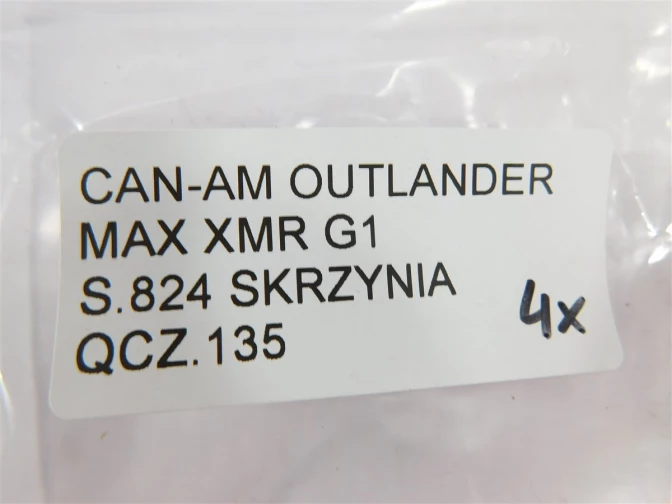 CAN-AM OUTLANDER
MAX XMR G1
S.824 SKRZYNIA
QCZ.135
4x